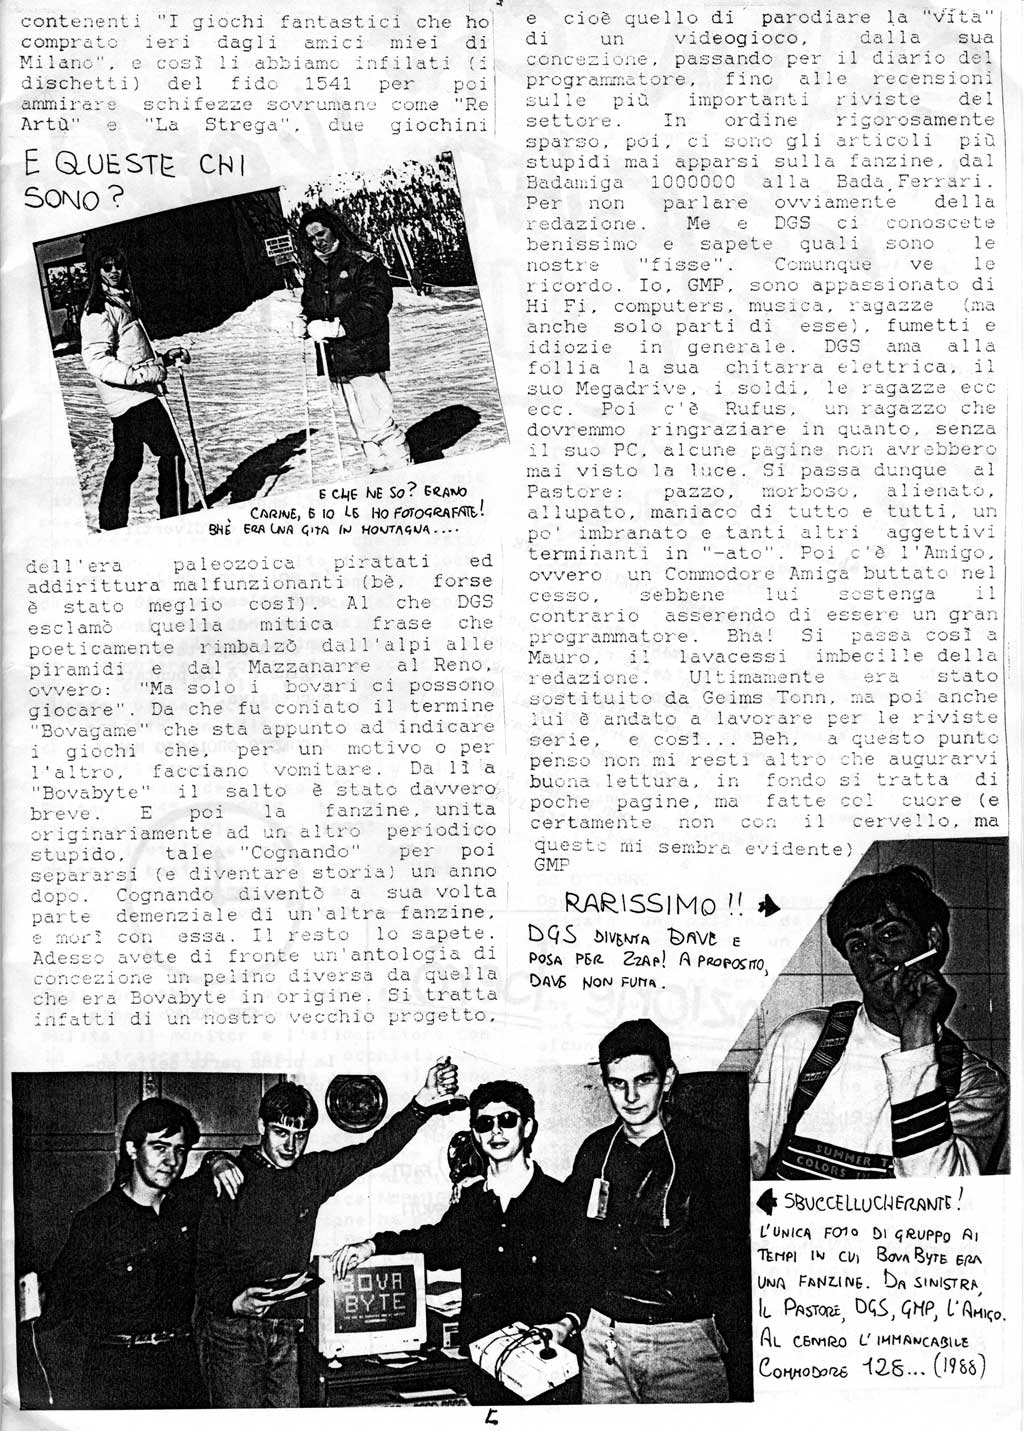 contenenti "I giochi fantastici che ho
comprato ieri dagli amici miei di
Milano", e così li abbiamo infilati (i
dischetti) del fido 1541 per poi
ammirare schifezze sovrumane come "Re
Artù" e "La Strega", due giochini
E QUESTE CHI
SONO?
E CHE NE SO? ERANO
CARINE, E IO LE HO FOTOGRAFATE!
BHÈ ERA UNA GITA IN MONTAGNA....
dell'era paleozoica piratati ed
addirittura malfunzionanti (bè, forse
è stato meglio così). Al che DGS
esclamò quella mitica frase che
poeticamente rimbalzò dall'alpi alle
piramidi e dal Mazzanarre al Reno,
ovvero: "Ma solo i bovari ci possono
giocare". Da che fu coniato il termine
"Bovagame" che sta appunto ad indicare
i giochi che, per un motivo o per
l'altro, facciano vomitare. Da lì a
"Bovabyte" il salto è stato davvero
breve. E poi la fanzine, unita
originariamente ad un altro periodico
stupido, tale "Cognando" per poi
separarsi (e diventare storia) un anno
dopo. Cognando diventò a sua volta
parte demenziale di un'altra fanzine,
e morì con essa. Il resto lo sapete.
Adesso avete di fronte un'antologia di
concezione un pelino diversa da quella
che era Bovabyte in origine. Si tratta
infatti di un nostro vecchio progetto,
e cioè quello di parodiare la "vita"
di un videogioco, dalla sua
concezione, passando per il diario del
programmatore, fino alle recensioni
sulle più importanti riviste del
settore. In ordine rigorosamente
sparso, poi, ci sono gli articoli più
stupidi mai apparsi sulla fanzine, dal
Badamiga 1000000 alla Bada Ferrari.
Per non parlare ovviamente della
redazione. Me e DGS ci conoscete
benissimo e sapete quali sono le
nostre "fisse". Comunque ve le
ricordo. Io, GMP, sono appassionato di
Hi Fi, computers, musica, ragazze (ma
anche solo parti di esse), fumetti e
idiozie in generale. DGS ama alla
follia la sua chitarra elettrica, il
suo Megadrive, i soldi, le ragazze ecc
ecc. Poi c'è Rufus, un ragazzo che
dovremmo ringraziare in quanto, senza
il suo PC, alcune pagine non avrebbero
mai visto la luce. Si passa dunque al
Pastore: pazzo, morboso, alienato,
allupato, maniaco di tutto e tutti, un
po' imbranato e tanti altri aggettivi
terminanti in "-ato". Poi c'è l'Amigo,
ovvero un Commodore Amiga buttato nel
cesso, sebbene lui sostenga il
contrario asserendo di essere un gran
programmatore. Bha! Si passa così a
Mauro, il lavacessi imbecille della
redazione. Ultimamente era stato
sostituito da Geims Tonn, ma poi anche
lui è andato a lavorare per le riviste
serie, e così... Beh, a questo punto
penso non mi resti altro che augurarvi
buona lettura, in fondo si tratta di
poche pagine, ma fatte col cuore (e
certamente non con il cervello, ma
questo mi sembra evidente)
GMP
RARISSIMO!!
DGS DIVENTA DAVE E
POSA PER ZZAP! A PROPOSITO,
DAVE NON FUMA.
SUMMER
COLORS
SBUCCELLUCHERANTE!
L'UNICA FOTO DI GRUPPO AI
TEMPI IN CUI BOVABYTE ERA
UNA FANZINE. DA SINISTRA,
IL PASTORE, DGS, GMP, L'AMIGO.
AL CENTRO L'IMMANCABILE
COMMODORE 128... (1988)
BOVA
BYTE
5